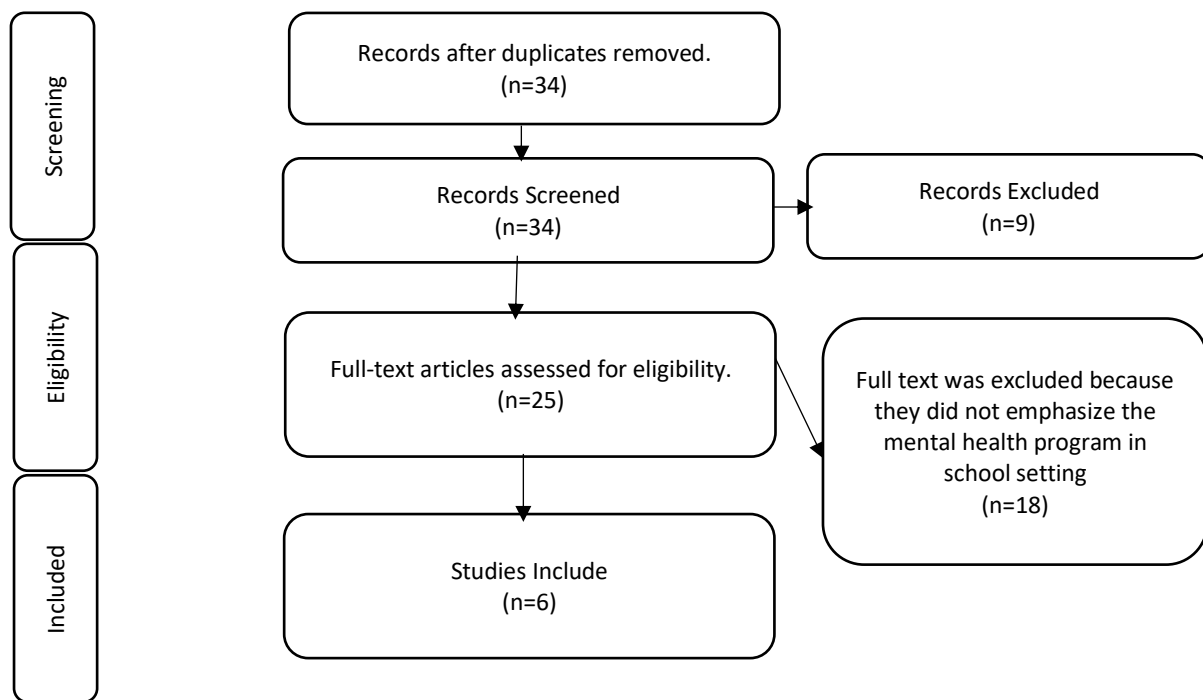 Screening
Records after duplicates removed.
(n=34)
Records Screened
(n=34)
Records Excluded
(n=9)
Eligibility
Full-text articles assessed for eligibility.
(n=25)
Full text was excluded because
they did not emphasize the
mental health program in
school setting
(n=18)
Included
Studies Include
(n=6)